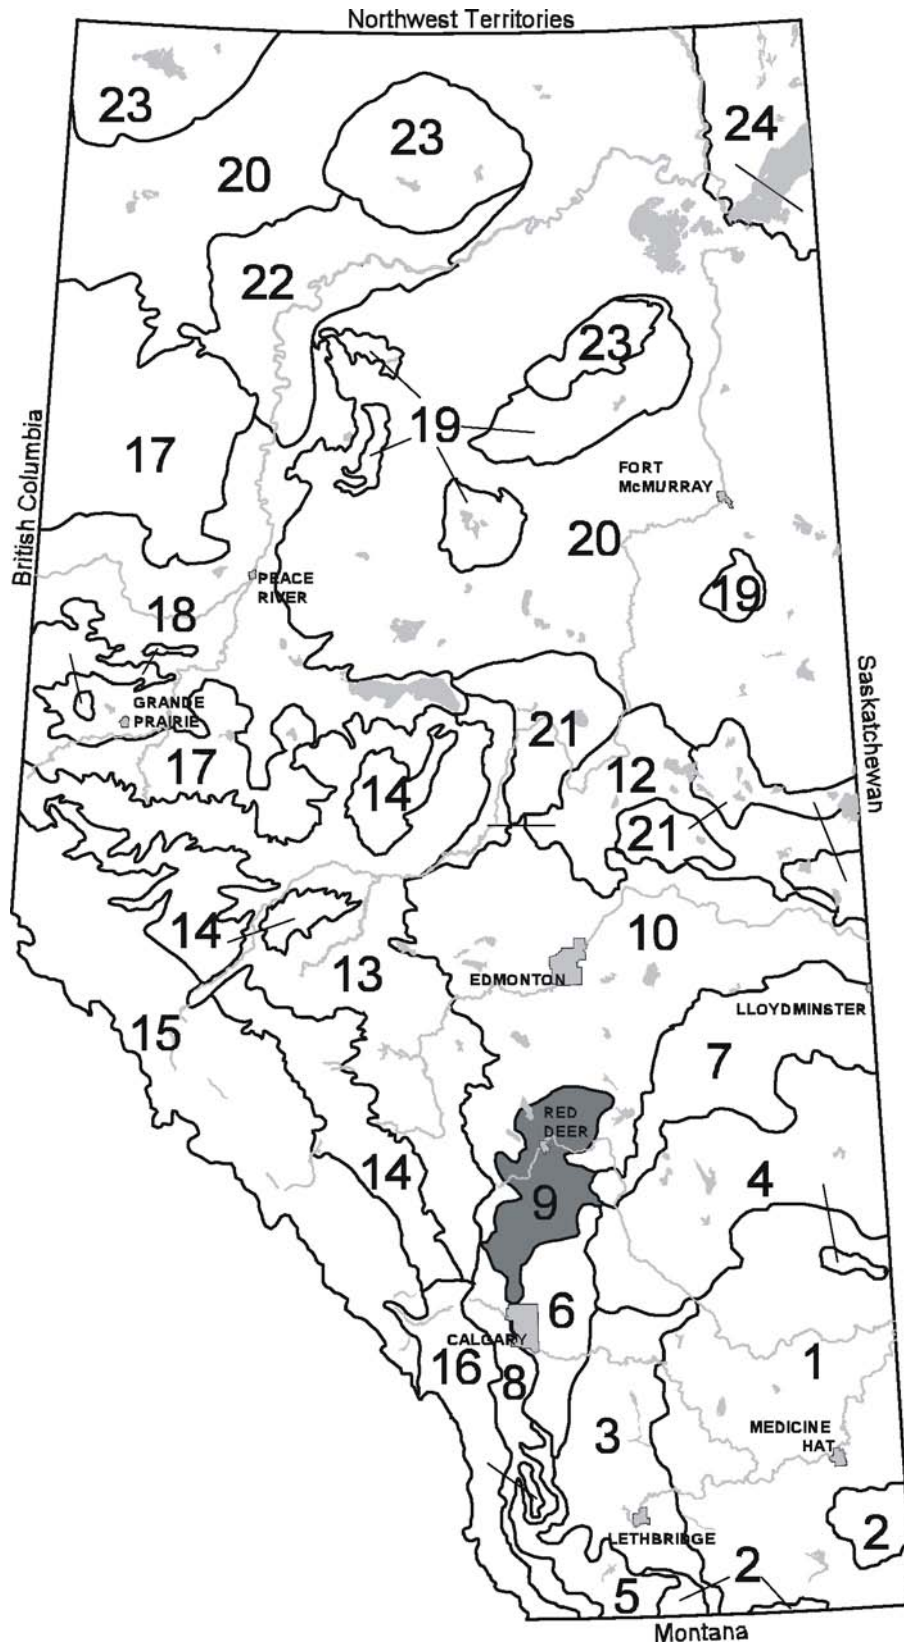 Northwest Territories
23
23
24
20
22
23
19
British Columbia
17
FORT
McMURRAY
20
PEACE
RIVER
19
18
Saskatchewan
GRANDE
PRAIRIE
21
17
12
14
21
14
10
13
EDMONTON
LLOYDMINSTER
15
7
RED
DEER
14
4
9
6
CALGARY
16
8
1
3
MEDICINE
HAT
LETHBRIDGE
2
2
5
Montana